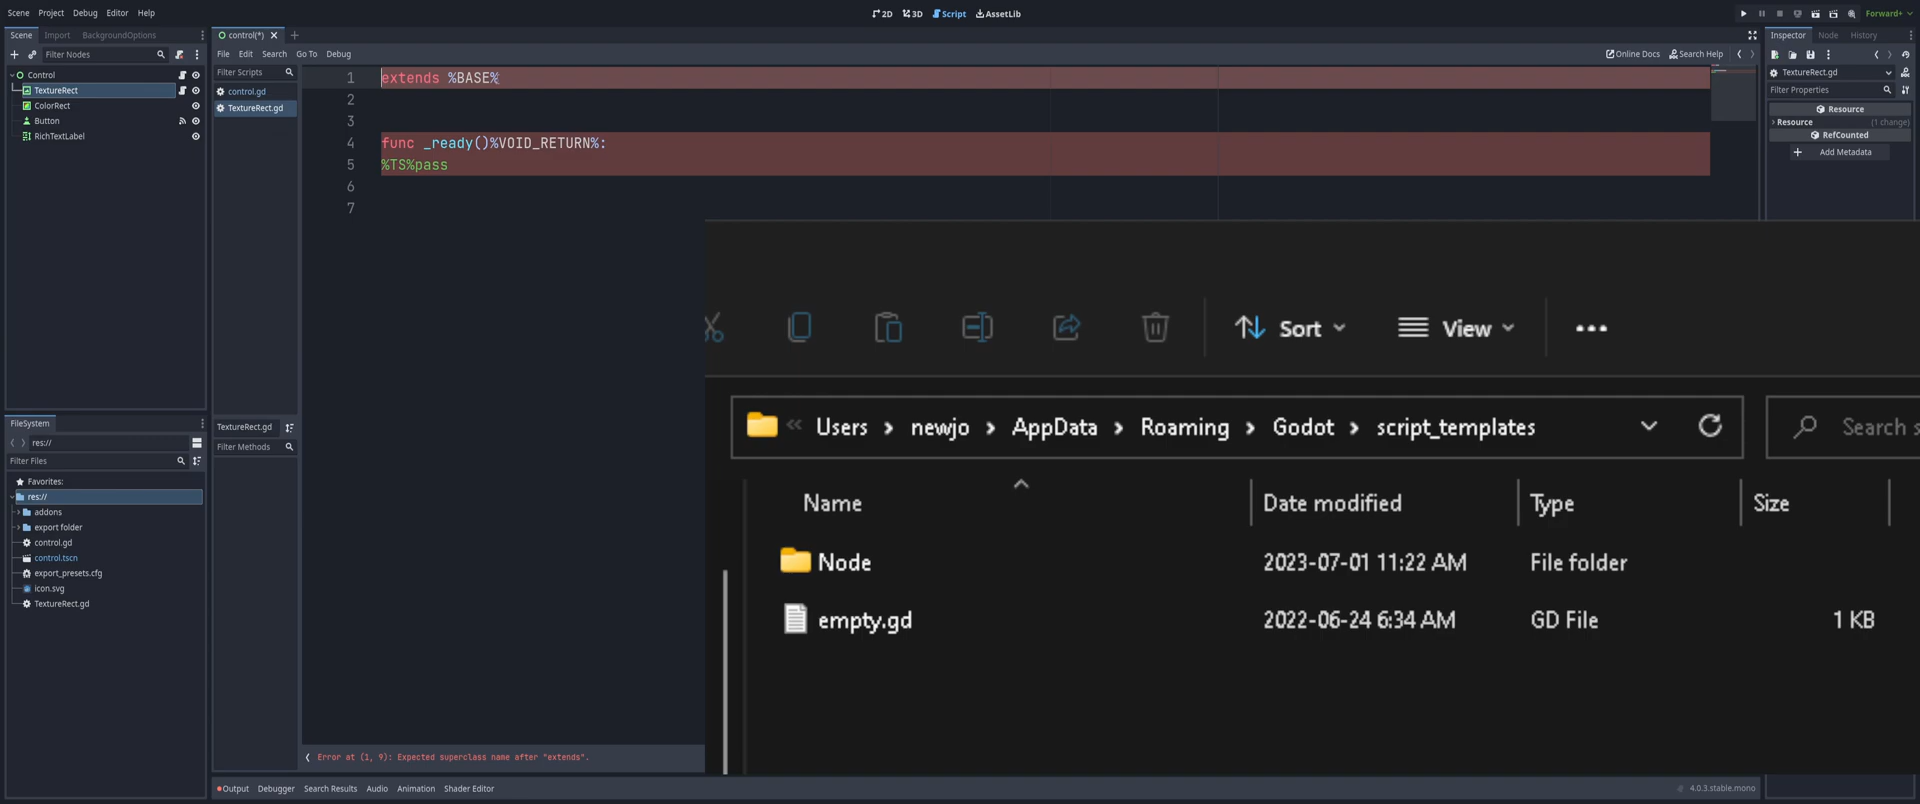 Scene Project Debug Editor Help
2D 3D Script AssetLib
Forward+
Scene Import BackgroundOptions
Filter Nodes
Control
TextureRect
ColorRect
Button
RichTextLabel
FileSystem
res://
Filter Files
Favorites:
res://
addons
export folder
control.gd
control.tscn
export_presets.cfg
icon.svg
TextureRect.gd
control(*)
File Edit Search Go To Debug
Online Docs Search Help
Filter Scripts
control.gd
TextureRect.gd
TextureRect.gd
Filter Methods
1 extends %BASE%
2
3
4 func _ready()%VOID_RETURN%:
5 %TS%pass
6
7
Error at (1, 9): Expected superclass name after "extends".
Output Debugger Search Results Audio Animation Shader Editor
4.0.3.stable.mono
Inspector Node History
TextureRect.gd
Filter Properties
Resource
Resource (1 change)
RefCounted
Add Metadata
Sort View
« Users › newjo › AppData › Roaming › Godot › script_templates
Search s
Name Date modified Type Size
Node 2023-07-01 11:22 AM File folder
empty.gd 2022-06-24 6:34 AM GD File 1 KB